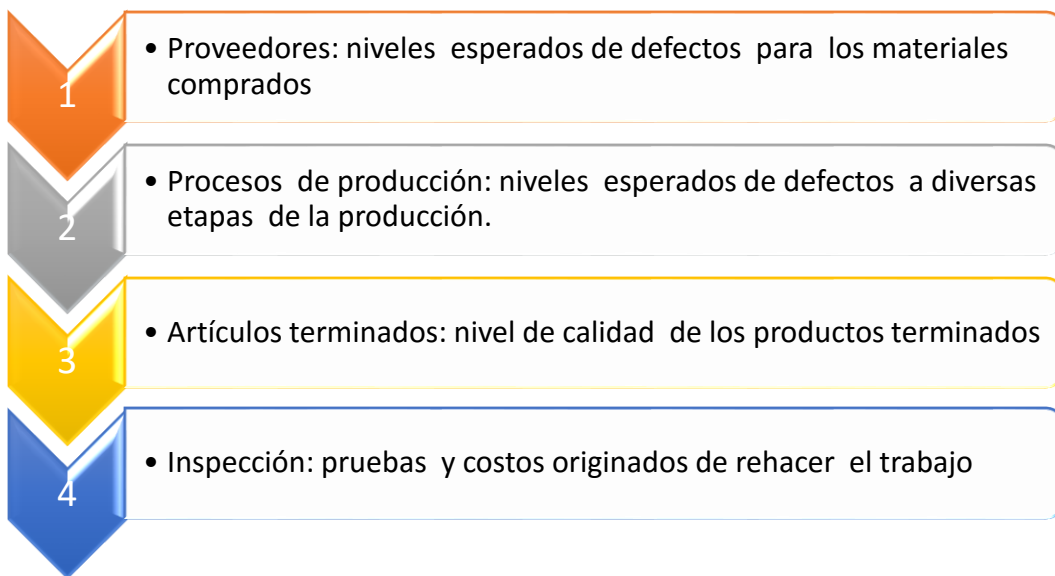 1
• Proveedores: niveles esperados de defectos para los materiales
comprados
2
• Procesos de producción: niveles esperados de defectos a diversas
etapas de la producción.
3
• Artículos terminados: nivel de calidad de los productos terminados
4
• Inspección: pruebas y costos originados de rehacer el trabajo